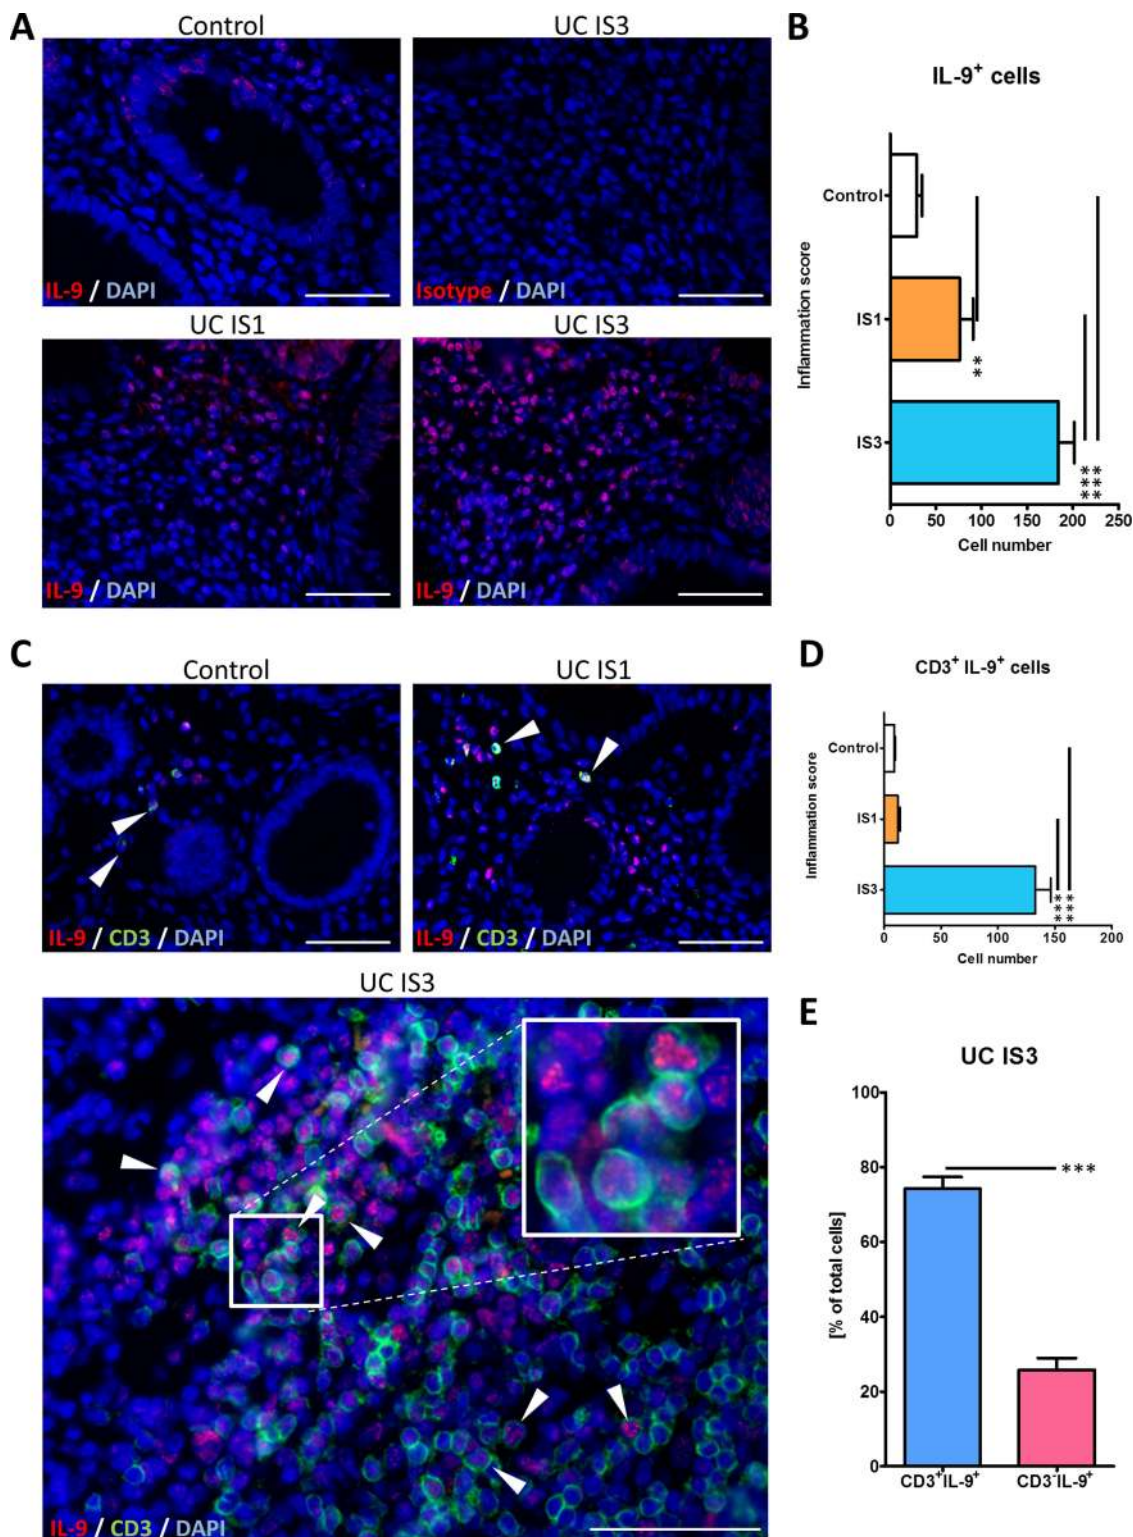 A
Control
UC IS3
IL-9 / DAPI
Isotype / DAPI
UC IS1
UC IS3
IL-9 / DAPI
IL-9 / DAPI
B
IL-9⁺ cells
Inflammation score
Control
IS1
**
IS3
***
***
0 50 100 150 200 250
Cell number
C
Control
UC IS1
IL-9 / CD3 / DAPI
IL-9 / CD3 / DAPI
UC IS3
IL-9 / CD3 / DAPI
D
CD3⁺ IL-9⁺ cells
Inflammation score
Control
IS1
IS3
***
***
0 50 100 150 200
Cell number
E
UC IS3
[% of total cells]
100
80
60
40
20
0
***
CD3⁺IL-9⁺
CD3⁻IL-9⁺